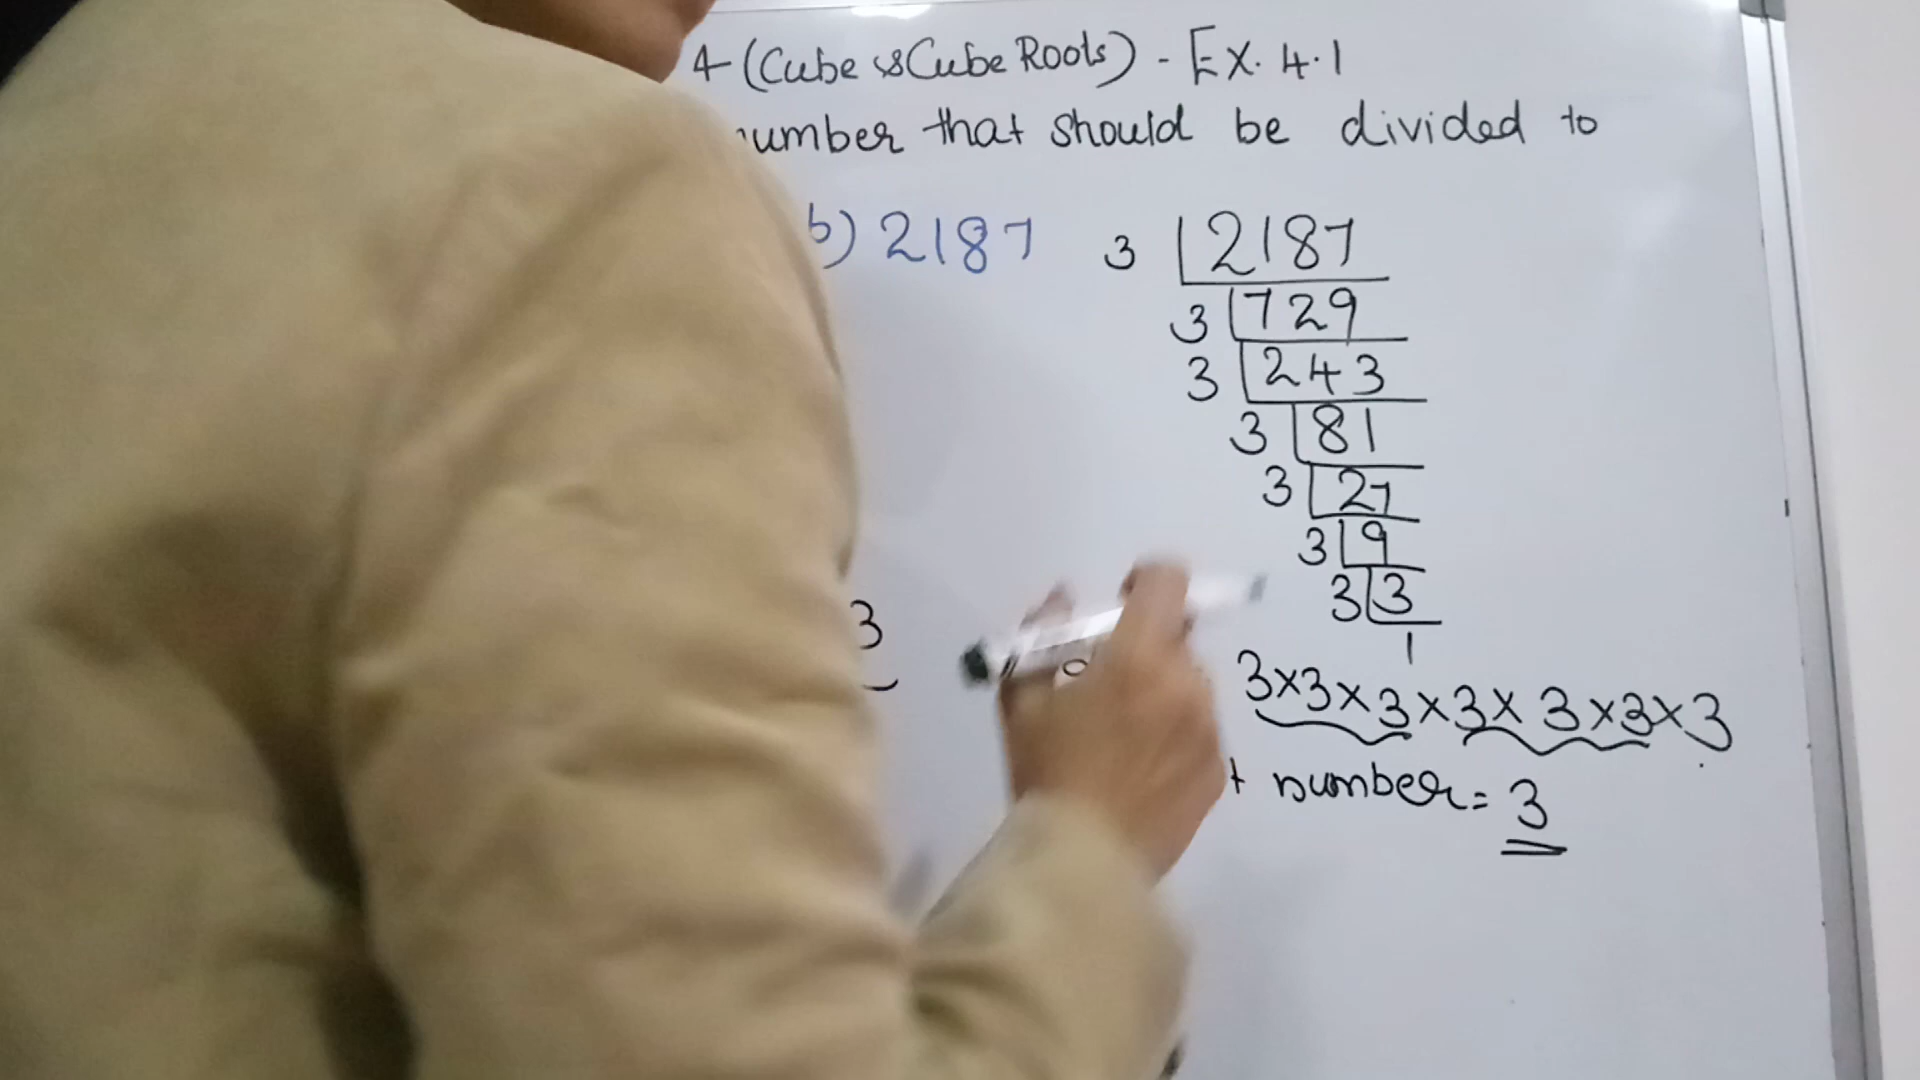 4 (Cube & Cube Roots) - Ex. 4.1
number that should be divided to
b) 2187
3 2187
3 729
3 243
3 81
3 27
3 9
3 3
1
3
3×3×3×3×3×3×3
number = 3